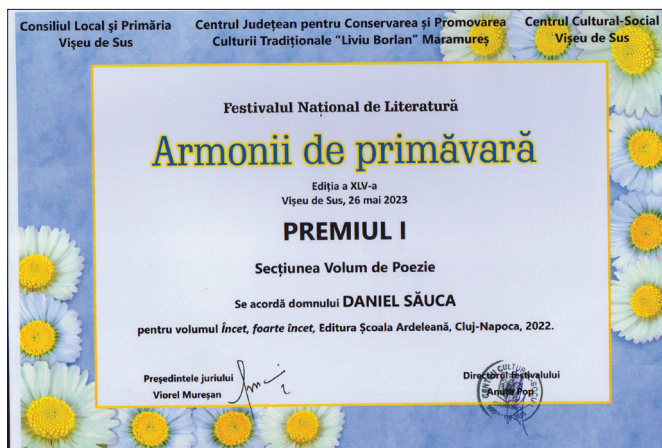 Consiliul Local și Primăria
Vișeu de Sus
Centrul Județean pentru Conservarea și Promovarea
Culturii Tradiționale "Liviu Borlan" Maramureș
Centrul Cultural-Social
Vișeu de Sus
Festivalul Național de Literatură
Armonii de primăvară
Ediția a XLV-a
Vișeu de Sus, 26 mai 2023
PREMIUL I
Secțiunea Volum de Poezie
Se acordă domnului DANIEL SĂUCA
pentru volumul Încet, foarte încet, Editura Școala Ardeleană, Cluj-Napoca, 2022.
Președintele juriului
Viorel Mureșan
Directorul festivalului
Anuța Pop